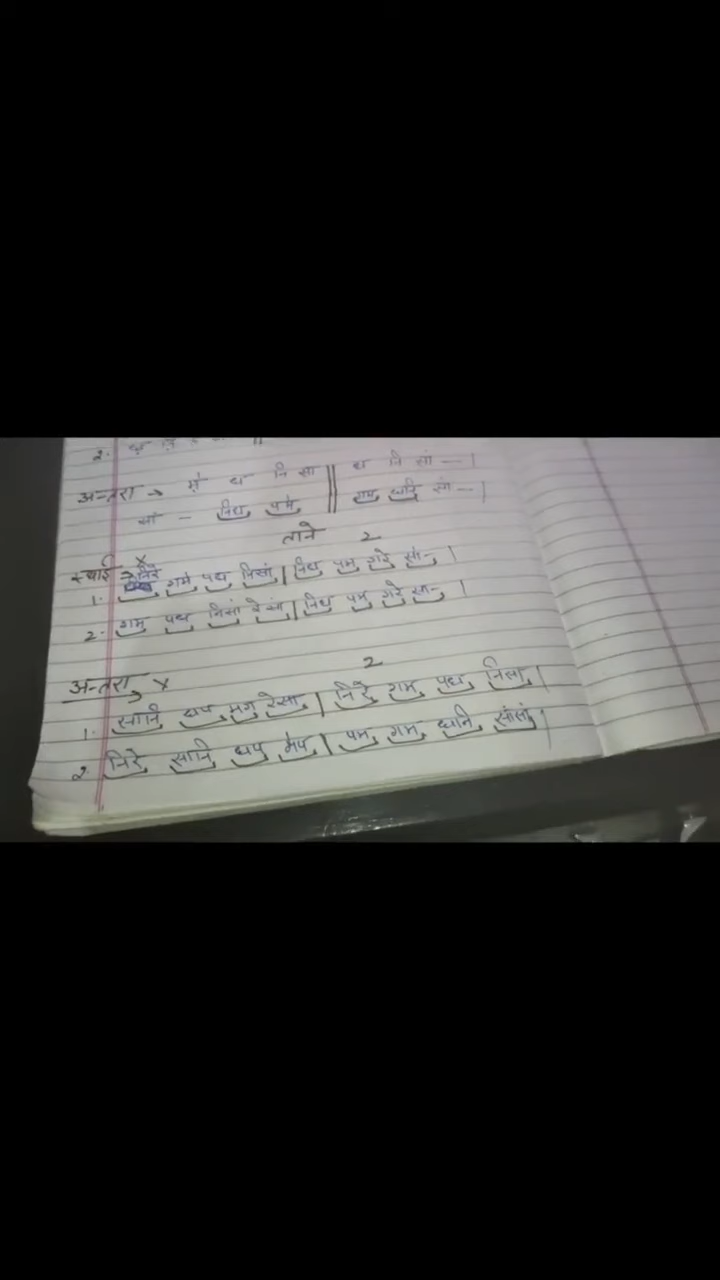 2.
अन्तरा → मे॑ ध नि सा || ध नि सां – |
सां – निध पमे॑ गम धनि सां – |
ताने 2
स्थाई → x
1. निरे गमे॑ पध निसां | निध पम गरे सा– |
2. गम पध निसां रेसां | निध पम गरे सा– |
अन्तरा → x 2
1. सानि धप मग रेसा | निरे गम पध निसा |
2. निरे सानि धप मे॑प | पम गम धनि सांसां |